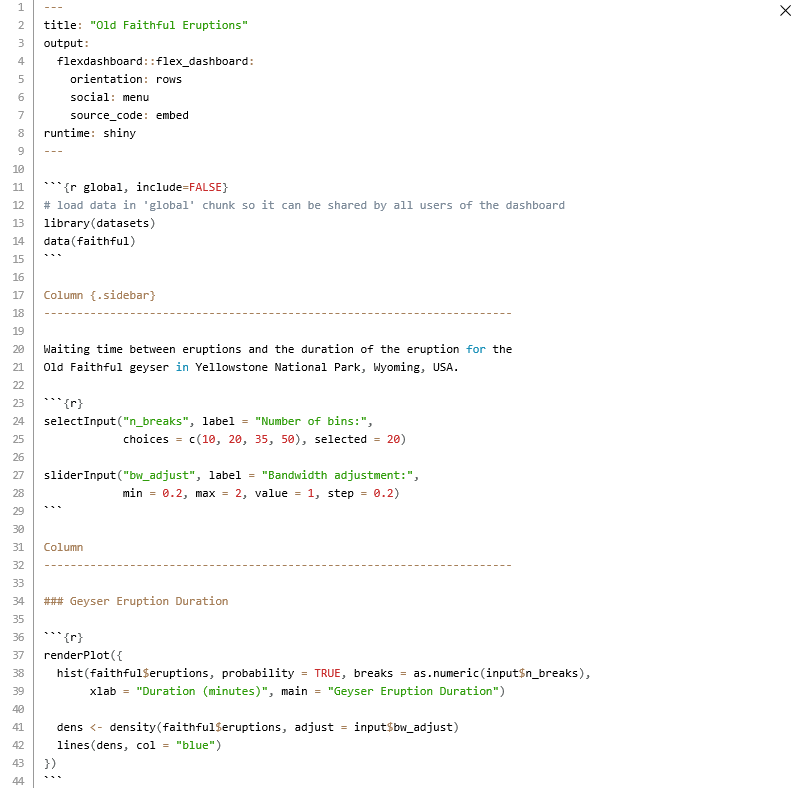 1 ---
2 title: "Old Faithful Eruptions"
3 output:
4   flexdashboard::flex_dashboard:
5     orientation: rows
6     social: menu
7     source_code: embed
8 runtime: shiny
9 ---
10
11 ```{r global, include=FALSE}
12 # load data in 'global' chunk so it can be shared by all users of the dashboard
13 library(datasets)
14 data(faithful)
15 ```
16
17 Column {.sidebar}
18 -----------------------------------------------------------------------
19
20 Waiting time between eruptions and the duration of the eruption for the
21 Old Faithful geyser in Yellowstone National Park, Wyoming, USA.
22
23 ```{r}
24 selectInput("n_breaks", label = "Number of bins:",
25             choices = c(10, 20, 35, 50), selected = 20)
26
27 sliderInput("bw_adjust", label = "Bandwidth adjustment:",
28             min = 0.2, max = 2, value = 1, step = 0.2)
29 ```
30
31 Column
32 -----------------------------------------------------------------------
33
34 ### Geyser Eruption Duration
35
36 ```{r}
37 renderPlot({
38   hist(faithful$eruptions, probability = TRUE, breaks = as.numeric(input$n_breaks),
39        xlab = "Duration (minutes)", main = "Geyser Eruption Duration")
40
41   dens <- density(faithful$eruptions, adjust = input$bw_adjust)
42   lines(dens, col = "blue")
43 })
44 ```